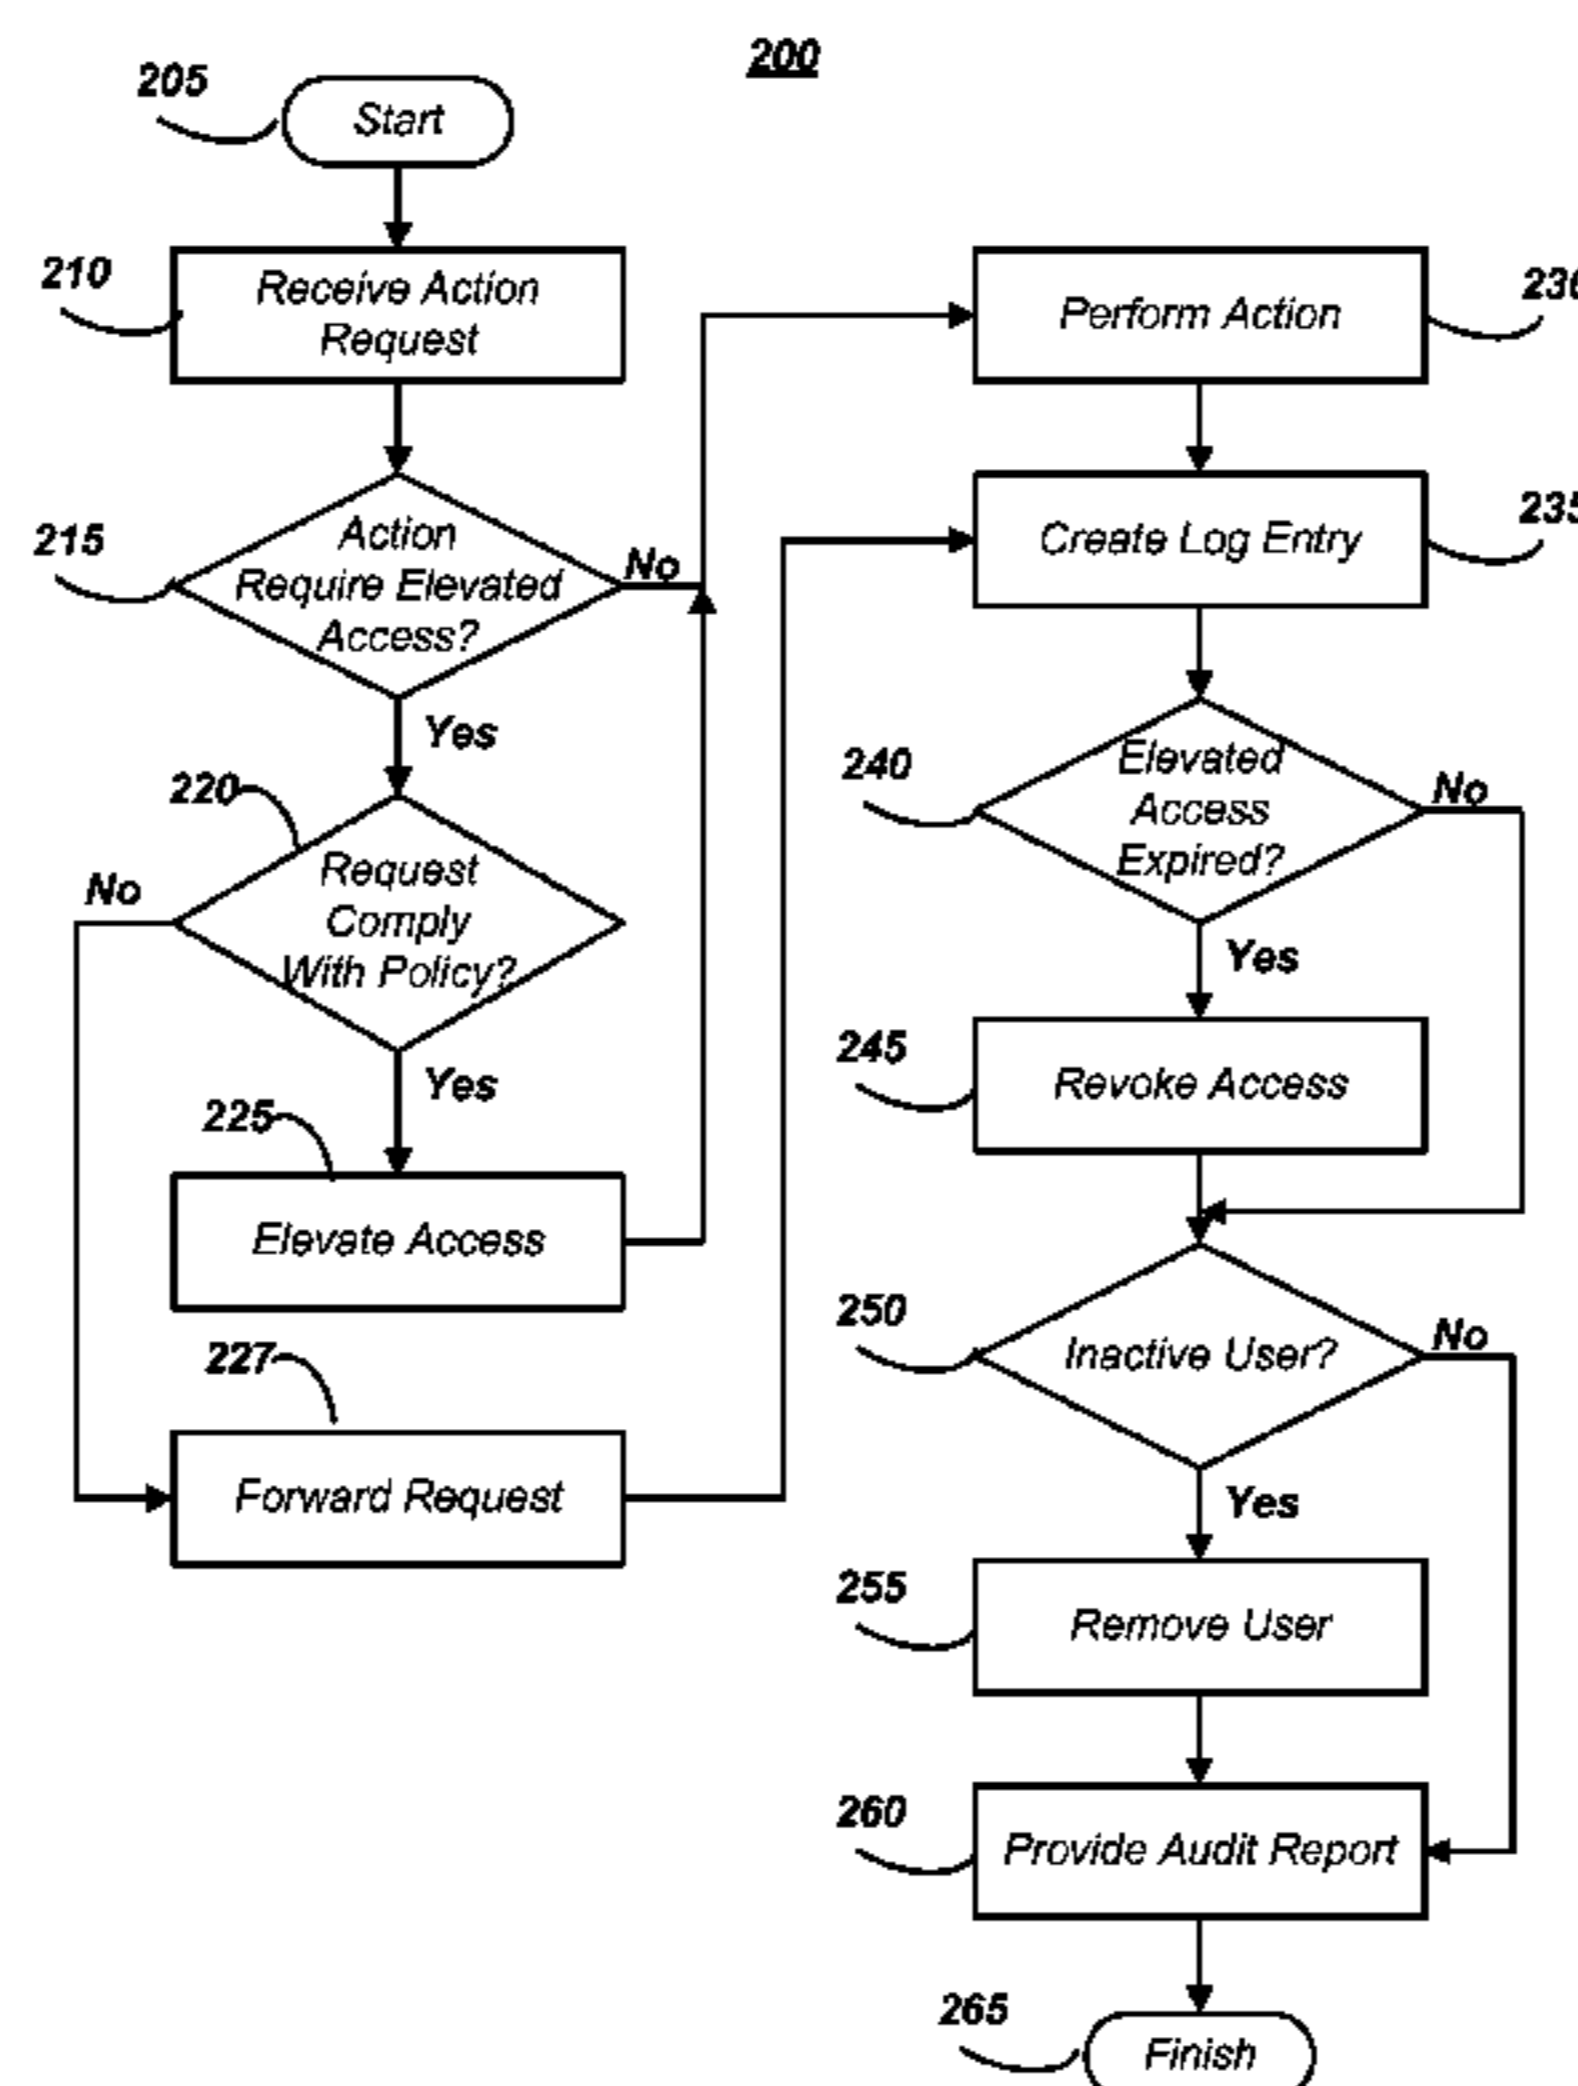 200
205
Start
210
Receive Action
Request
215
Action
Require Elevated
Access?
No
Yes
220
Request
Comply
With Policy?
No
Yes
225
Elevate Access
227
Forward Request
Perform Action
230
Create Log Entry
235
240
Elevated
Access
Expired?
No
Yes
245
Revoke Access
250
Inactive User?
No
Yes
255
Remove User
260
Provide Audit Report
265
Finish